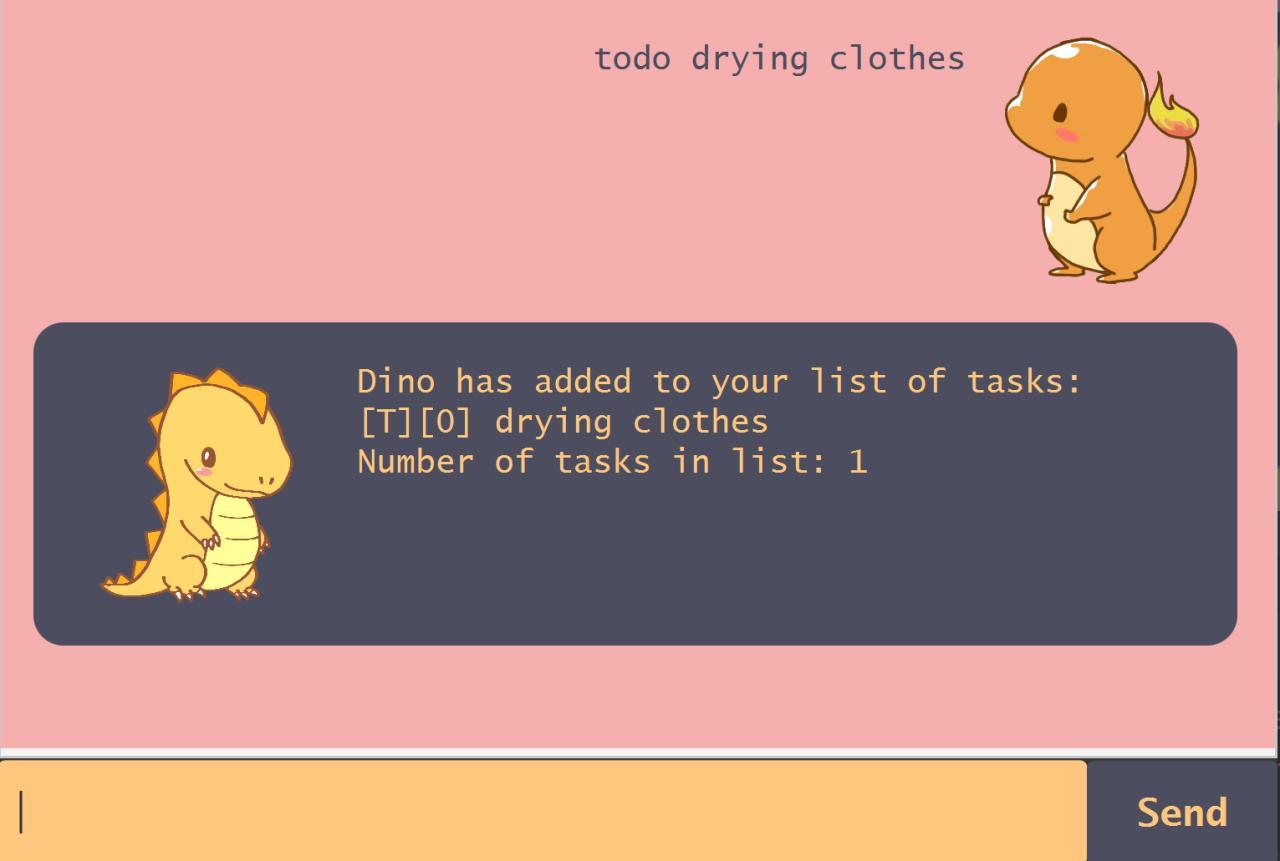 todo drying clothes
Dino has added to your list of tasks:
[T][O] drying clothes
Number of tasks in list: 1
Send